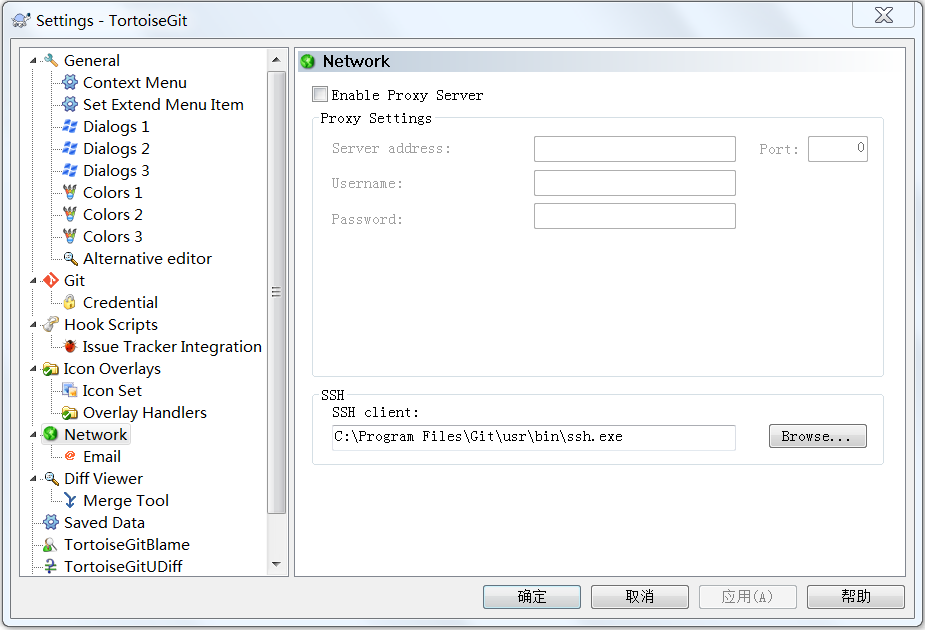 Settings - TortoiseGit
General
Context Menu
Set Extend Menu Item
Dialogs 1
Dialogs 2
Dialogs 3
Colors 1
Colors 2
Colors 3
Alternative editor
Git
Credential
Hook Scripts
Issue Tracker Integration
Icon Overlays
Icon Set
Overlay Handlers
Network
Email
Diff Viewer
Merge Tool
Saved Data
TortoiseGitBlame
TortoiseGitUDiff
Network
Enable Proxy Server
Proxy Settings
Server address:
Port: 0
Username:
Password:
SSH
SSH client:
C:\Program Files\Git\usr\bin\ssh.exe
Browse...
确定 取消 应用(A) 帮助